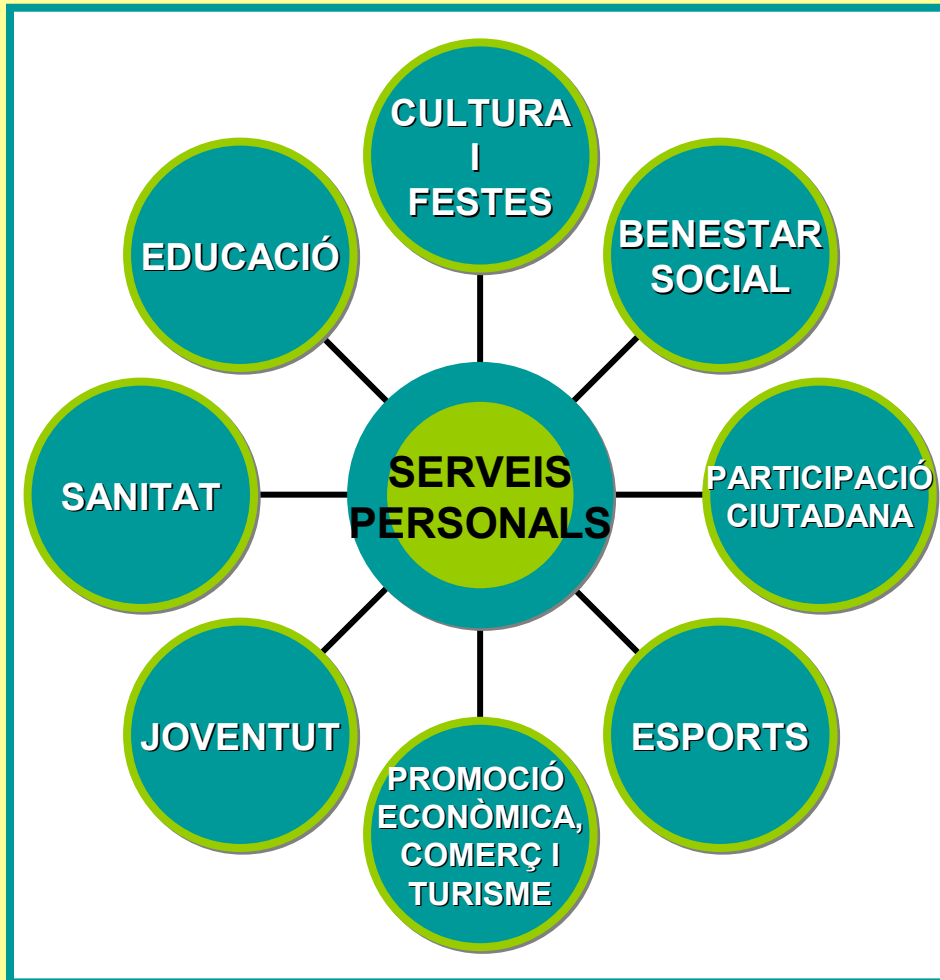 CULTURA
I
FESTES
BENESTAR
SOCIAL
EDUCACIÓ
SERVEIS
PERSONALS
SANITAT
PARTICIPACIÓ
CIUTADANA
JOVENTUT
ESPORTS
PROMOCIÓ
ECONÒMICA,
COMERÇ I
TURISME